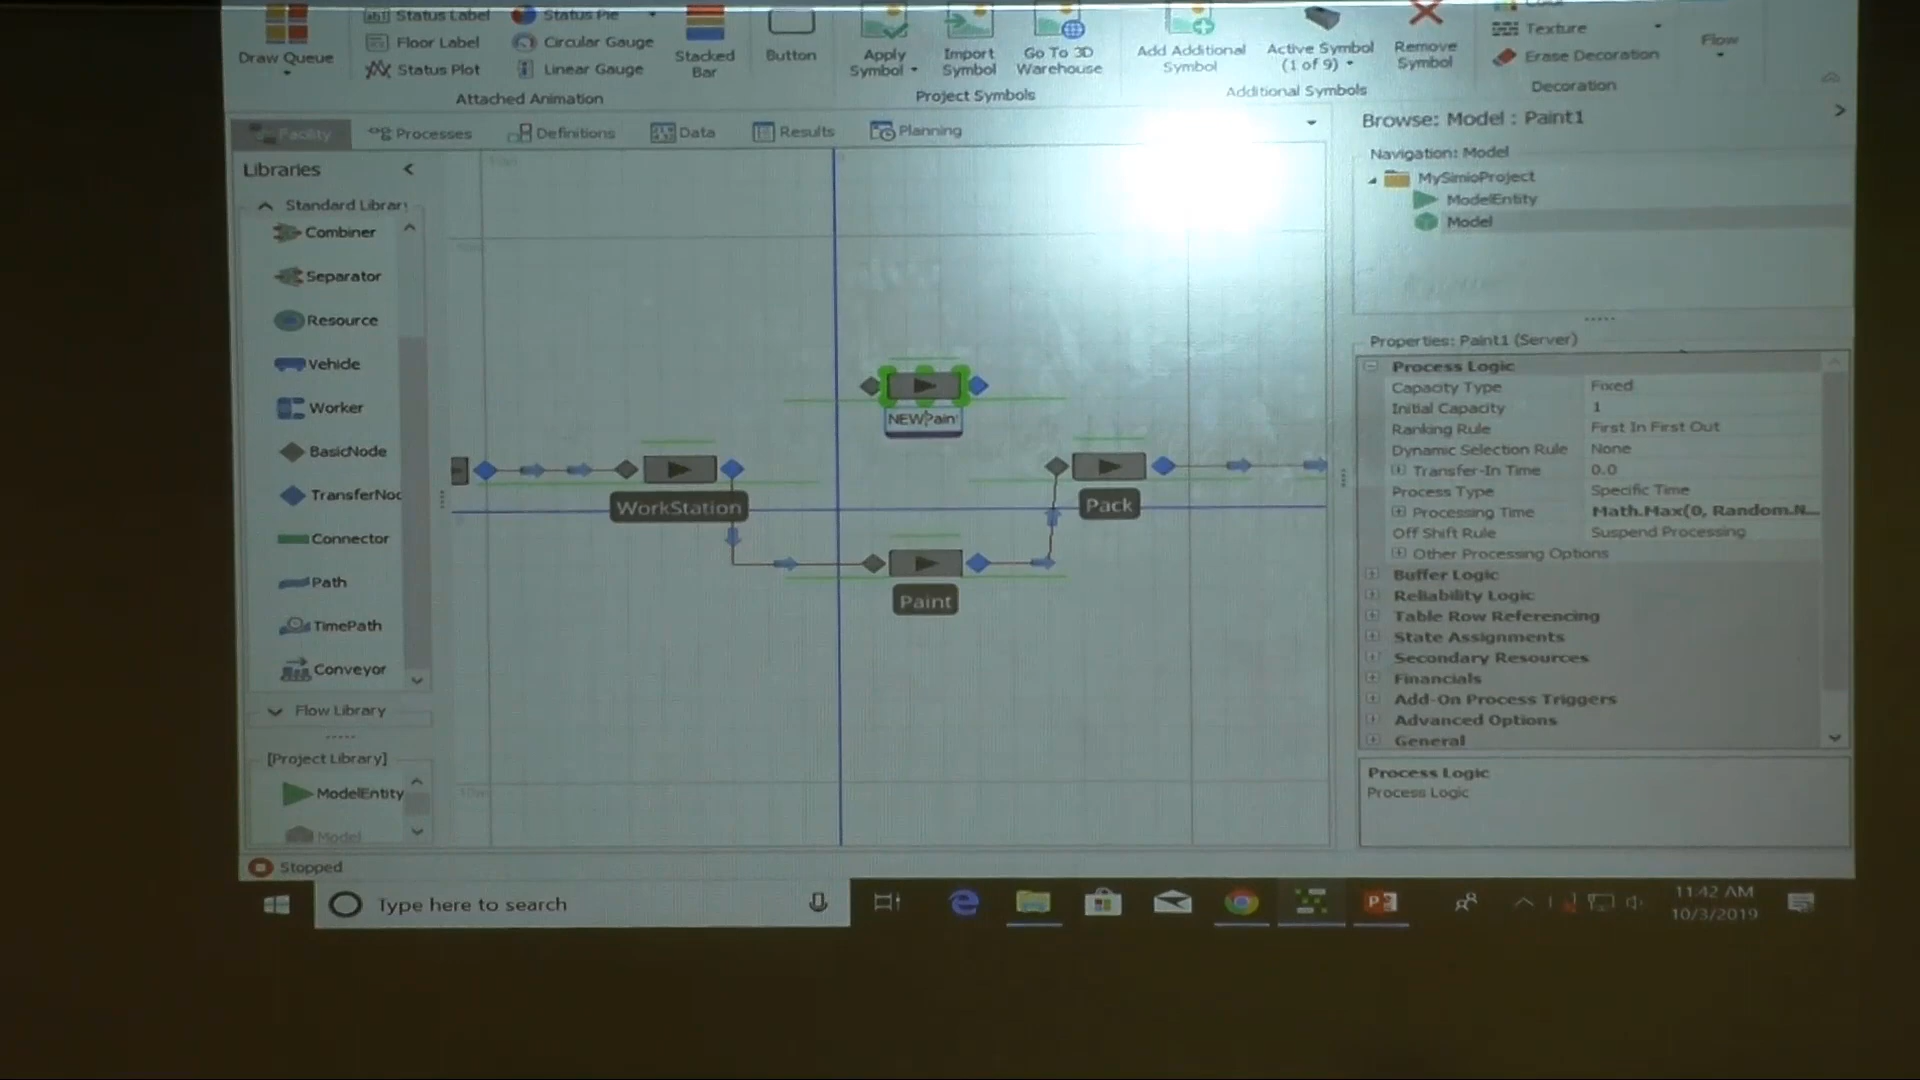 Status Label
Status Pie
Draw Queue
Floor Label
Circular Gauge
Status Plot
Linear Gauge
Stacked
Bar
Button
Apply
Symbol
Import
Symbol
Go To 3D
Warehouse
Add Additional
Symbol
Active Symbol
(1 of 9)
Remove
Symbol
Texture
Erase Decoration
Flow
Attached Animation
Project Symbols
Additional Symbols
Decoration
Facility
Processes
Definitions
Data
Results
Planning
Browse: Model : Paint1
Navigation: Model
MySimioProject
ModelEntity
Model
Libraries
Standard Library
Combiner
Separator
Resource
Vehicle
Worker
BasicNode
TransferNod
Connector
Path
TimePath
Conveyor
Flow Library
[Project Library]
ModelEntity
Model
NEWPain
WorkStation
Pack
Paint
Properties: Paint1 (Server)
Process Logic
Capacity Type Fixed
Initial Capacity 1
Ranking Rule First In First Out
Dynamic Selection Rule None
Transfer-In Time 0.0
Process Type Specific Time
Processing Time Math.Max(0, Random.N...
Off Shift Rule Suspend Processing
Other Processing Options
Buffer Logic
Reliability Logic
Table Row Referencing
State Assignments
Secondary Resources
Financials
Add-On Process Triggers
Advanced Options
General
Process Logic
Process Logic
Stopped
Type here to search
11:42 AM
10/3/2019